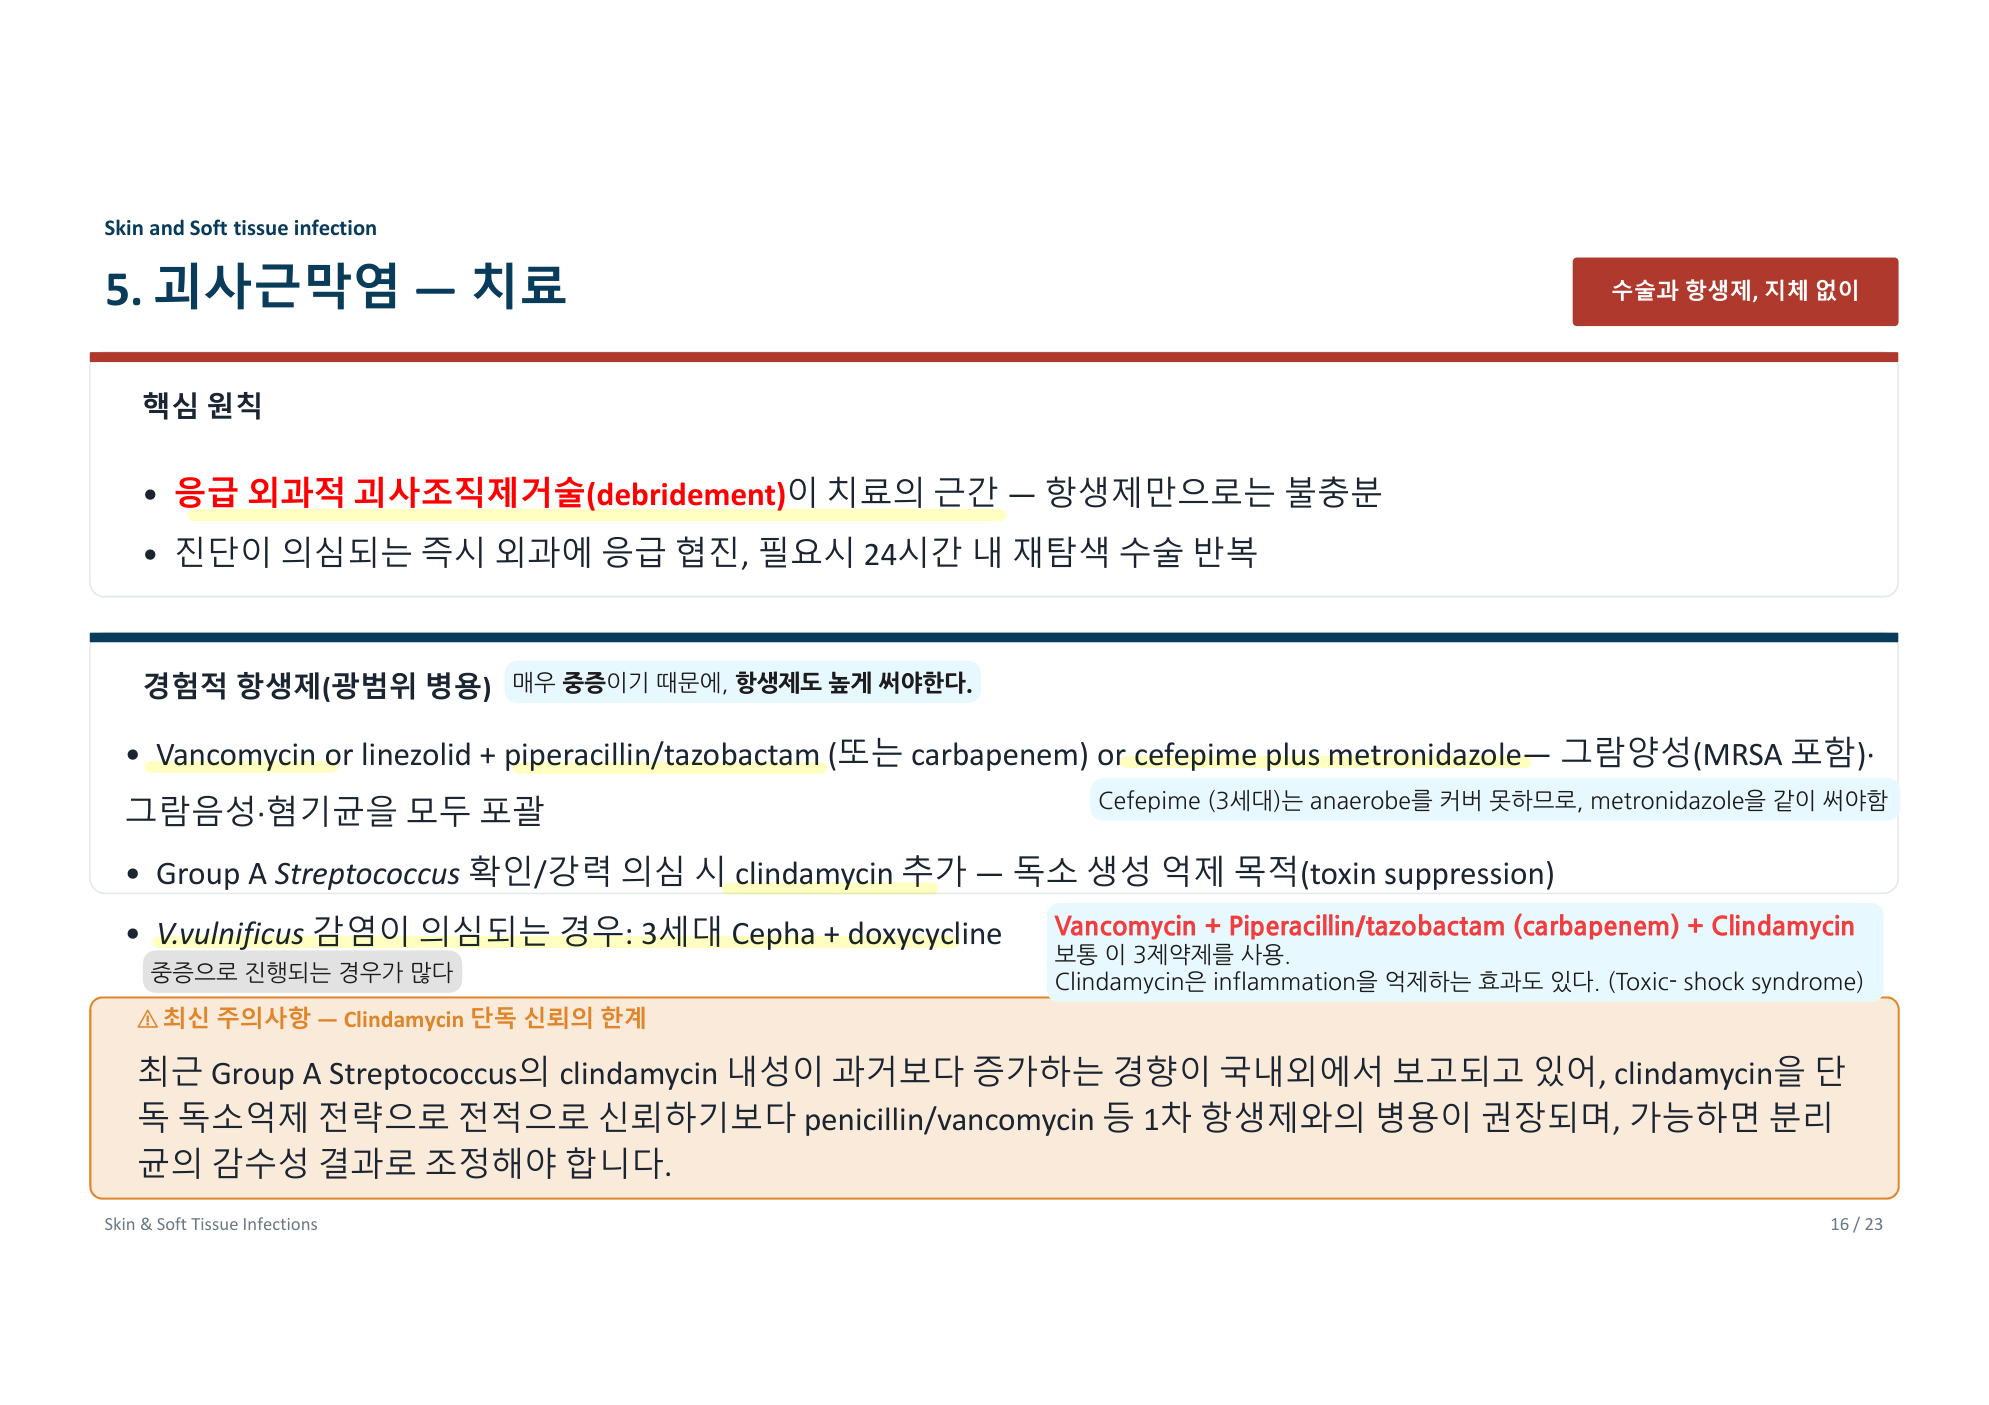 Skin and Soft tissue infection
5. 괴사근막염 — 치료
수술과 항생제, 지체 없이
핵심 원칙
• 응급 외과적 괴사조직제거술(debridement)이 치료의 근간 — 항생제만으로는 불충분
• 진단이 의심되는 즉시 외과에 응급 협진, 필요시 24시간 내 재탐색 수술 반복
경험적 항생제(광범위 병용)
매우 중증이기 때문에, 항생제도 높게 써야한다.
• Vancomycin or linezolid + piperacillin/tazobactam (또는 carbapenem) or cefepime plus metronidazole— 그람양성(MRSA 포함)·
그람음성·혐기균을 모두 포괄
Cefepime (3세대)는 anaerobe를 커버 못하므로, metronidazole을 같이 써야함
• Group A Streptococcus 확인/강력 의심 시 clindamycin 추가 — 독소 생성 억제 목적(toxin suppression)
• V.vulnificus 감염이 의심되는 경우: 3세대 Cepha + doxycycline
중증으로 진행되는 경우가 많다
Vancomycin + Piperacillin/tazobactam (carbapenem) + Clindamycin
보통 이 3제약제를 사용.
Clindamycin은 inflammation을 억제하는 효과도 있다. (Toxic- shock syndrome)
⚠ 최신 주의사항 — Clindamycin 단독 신뢰의 한계
최근 Group A Streptococcus의 clindamycin 내성이 과거보다 증가하는 경향이 국내외에서 보고되고 있어, clindamycin을 단
독 독소억제 전략으로 전적으로 신뢰하기보다 penicillin/vancomycin 등 1차 항생제와의 병용이 권장되며, 가능하면 분리
균의 감수성 결과로 조정해야 합니다.
Skin & Soft Tissue Infections
16 / 23